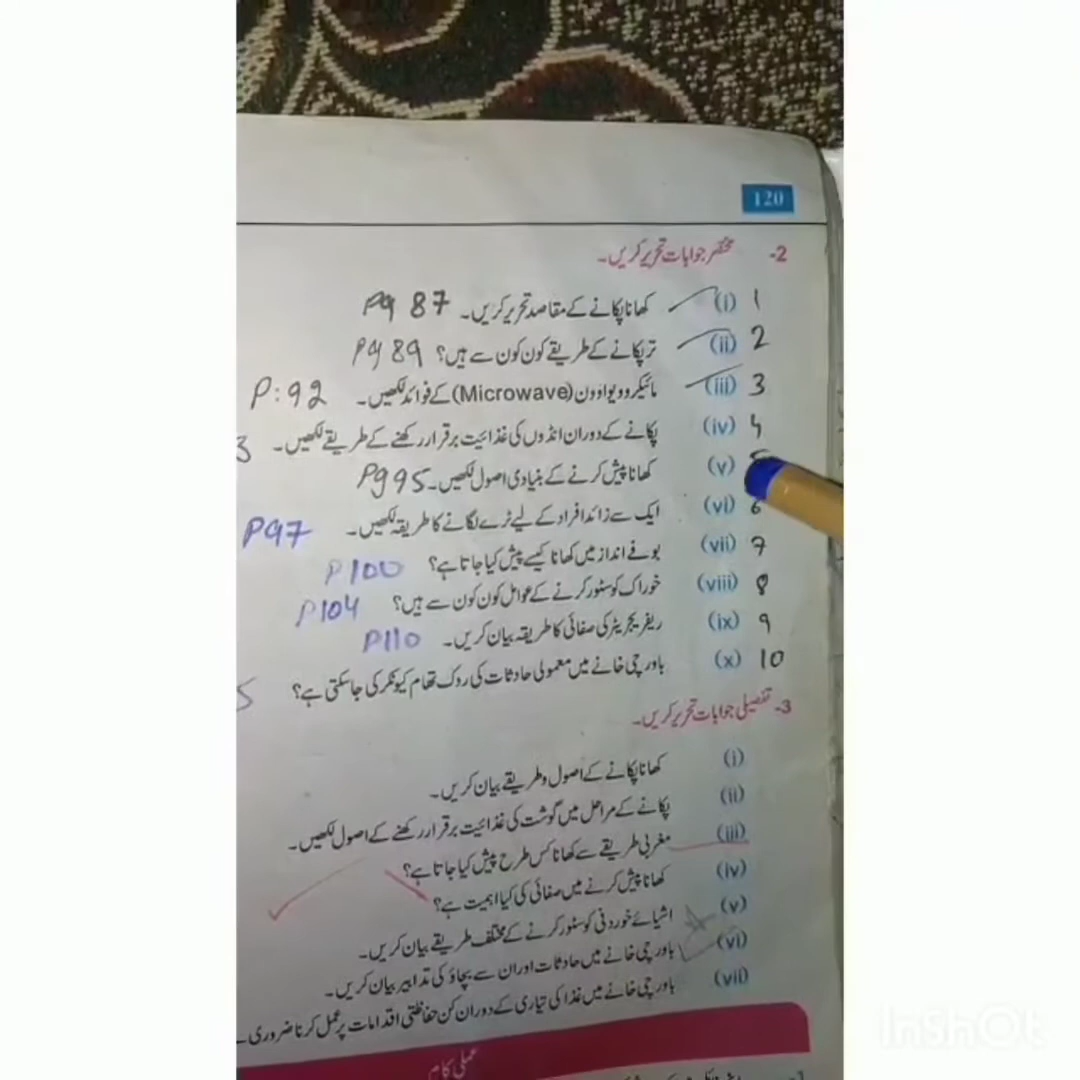 120
2- مختصر جوابات تحریر کریں۔
1 (i) کھانا پکانے کے مقاصد تحریر کریں۔ Pg 87
2 (ii) تر پکانے کے طریقے کون کون سے ہیں؟ Pg 89
3 (iii) مائیکرو ویو اوون (Microwave) کے فوائد لکھیں۔ P:92
4 (iv) پکانے کے دوران انڈوں کی غذائیت برقرار رکھنے کے طریقے لکھیں۔ 3
(v) کھانا پیش کرنے کے بنیادی اصول لکھیں۔ Pg95
6 (vi) ایک سے زائد افراد کے لیے ٹرے لگانے کا طریقہ لکھیں۔ P97
7 (vii) بوفے انداز میں کھانا کیسے پیش کیا جاتا ہے؟ P100
8 (viii) خوراک کو سٹور کرنے کے عوامل کون کون سے ہیں؟ P104
9 (ix) ریفریجریٹر کی صفائی کا طریقہ بیان کریں۔ P110
10 (x) باورچی خانے میں معمولی حادثات کی روک تھام کیونکر کی جا سکتی ہے؟ 5
3- تفصیلی جوابات تحریر کریں۔
(i) کھانا پکانے کے اصول و طریقے بیان کریں۔
(ii) پکانے کے مراحل میں گوشت کی غذائیت برقرار رکھنے کے اصول لکھیں۔
(iii) مغربی طریقے سے کھانا کس طرح پیش کیا جاتا ہے؟
(iv) کھانا پیش کرنے میں صفائی کی کیا اہمیت ہے؟
(v) اشیائے خوردنی کو سٹور کرنے کے مختلف طریقے بیان کریں۔
(vi) باورچی خانے میں حادثات اور ان سے بچاؤ کی تدابیر بیان کریں۔
(vii) باورچی خانے میں غذا کی تیاری کے دوران کن حفاظتی اقدامات پر عمل کرنا ضروری
عملی کام
InShOt